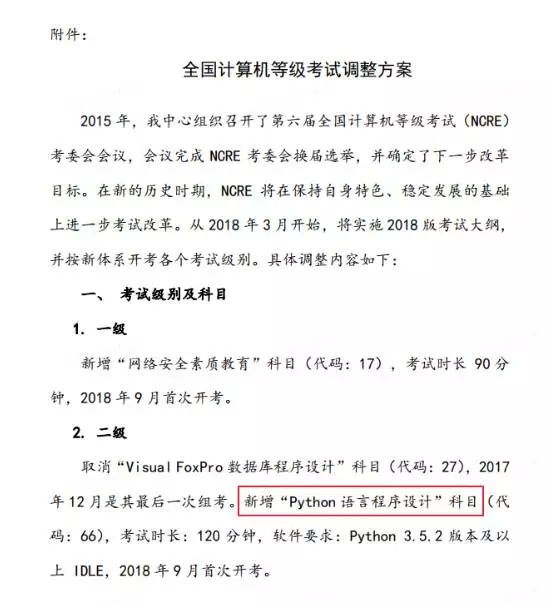 附件：
全国计算机等级考试调整方案
2015 年，我中心组织召开了第六届全国计算机等级考试（NCRE）
考委会会议，会议完成 NCRE 考委会换届选举，并确定了下一步改革
目标。在新的历史时期，NCRE 将在保持自身特色、稳定发展的基础
上进一步考试改革。从 2018 年 3 月开始，将实施 2018 版考试大纲，
并按新体系开考各个考试级别。具体调整内容如下：
一、 考试级别及科目
1. 一级
新增“网络安全素质教育”科目（代码：17），考试时长 90 分
钟，2018 年 9 月首次开考。
2. 二级
取消“Visual FoxPro 数据库程序设计”科目（代码：27），2017
年 12 月是其最后一次组考。新增“Python 语言程序设计”科目（代
码：66），考试时长：120 分钟，软件要求：Python 3.5.2 版本及以
上 IDLE，2018 年 9 月首次开考。